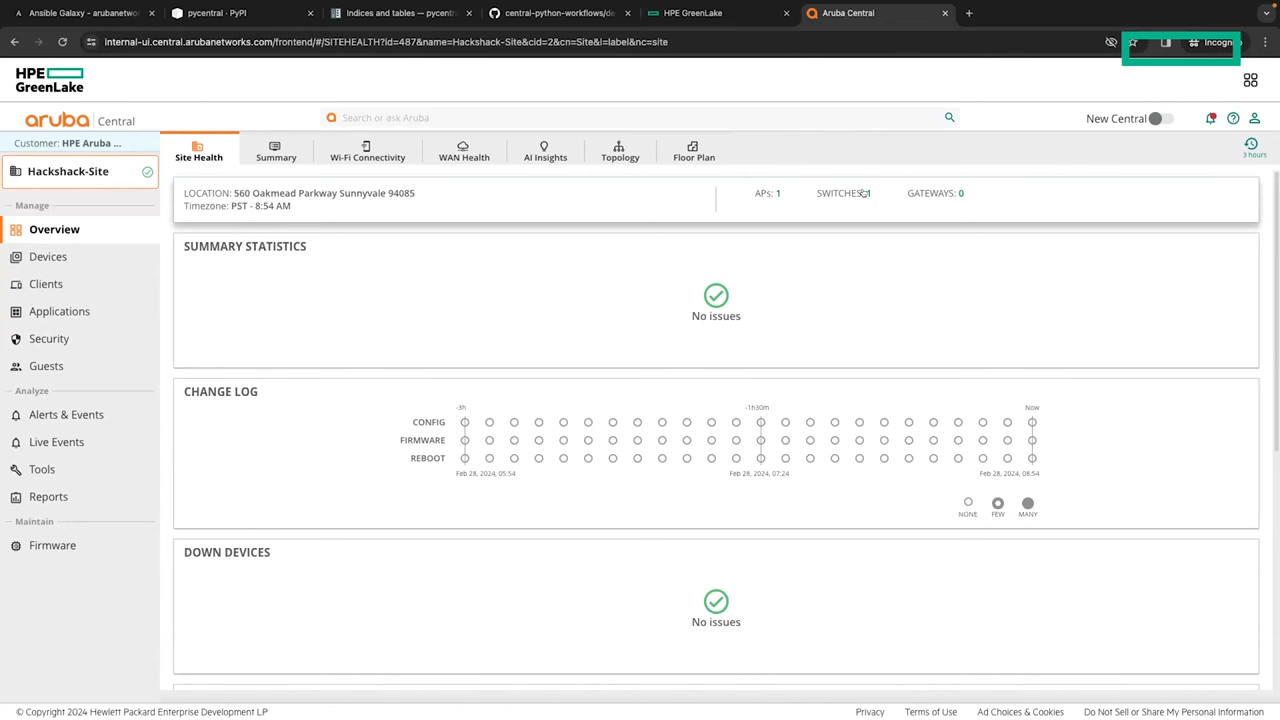 Ansible Galaxy - arubanetwor
pycentral · PyPI
Indices and tables — pycentr
central-python-workflows/de
HPE GreenLake
Aruba Central
internal-ui.central.arubanetworks.com/frontend/#/SITEHEALTH?id=487&name=Hackshack-Site&cid=2&cn=Site&l=label&nc=site
Incogni
HPE
GreenLake
aruba | Central
Search or ask Aruba
New Central
Customer: HPE Aruba ...
Hackshack-Site
Manage
Overview
Devices
Clients
Applications
Security
Guests
Analyze
Alerts & Events
Live Events
Tools
Reports
Maintain
Firmware
Site Health
Summary
Wi-Fi Connectivity
WAN Health
AI Insights
Topology
Floor Plan
3 hours
LOCATION: 560 Oakmead Parkway Sunnyvale 94085
Timezone: PST - 8:54 AM
APs: 1
SWITCHES: 1
GATEWAYS: 0
SUMMARY STATISTICS
No issues
CHANGE LOG
-3h
-1h30m
Now
CONFIG
FIRMWARE
REBOOT
Feb 28, 2024, 05:54
Feb 28, 2024, 07:24
Feb 28, 2024, 08:54
NONE
FEW
MANY
DOWN DEVICES
No issues
© Copyright 2024 Hewlett Packard Enterprise Development LP
Privacy
Terms of Use
Ad Choices & Cookies
Do Not Sell or Share My Personal Information